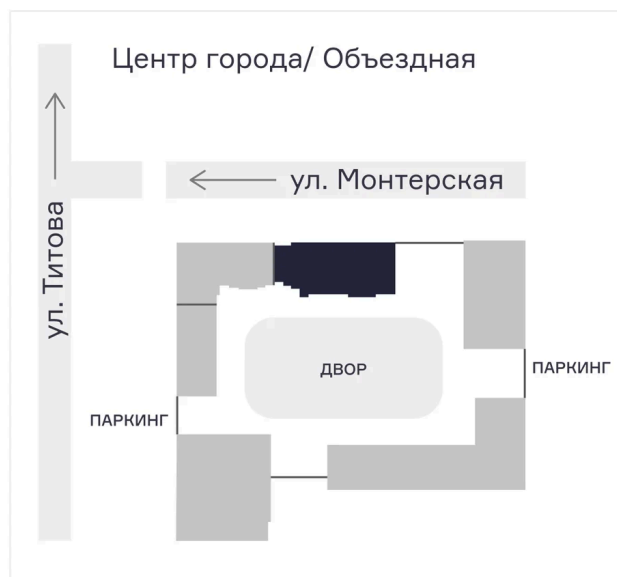 Центр города/ Объездная
ул. Монтерская
ул. Титова
ДВОР
ПАРКИНГ
ПАРКИНГ